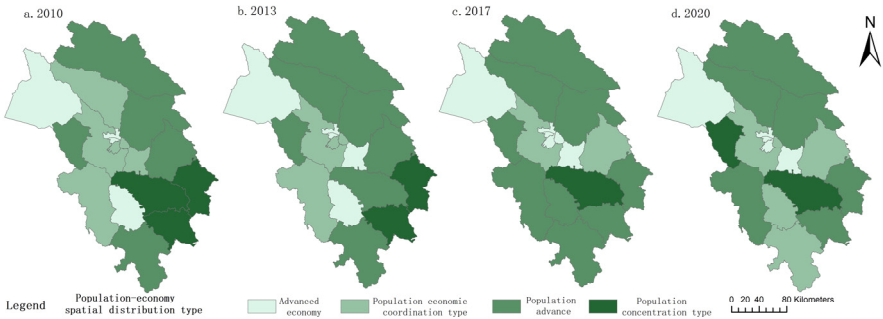 a. 2010
b. 2013
c. 2017
d. 2020
N
Legend
Population-economy
spatial distribution type
Advanced
economy
Population economic
coordination type
Population
advance
Population
concentration type
0 20 40 80 Kilometers